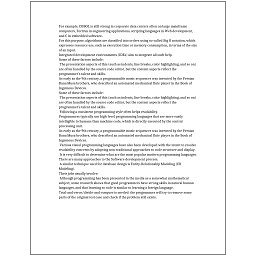 For example, COBOL is still strong in corporate data centers often on large mainframe
computers, Fortran in engineering applications, scripting languages in Web development,
and C in embedded software.
For this purpose, algorithms are classified into orders using so-called Big O notation, which
expresses resource use, such as execution time or memory consumption, in terms of the size
of an input.
Integrated development environments (IDEs) aim to integrate all such help.
Some of these factors include:
The presentation aspects of this (such as indents, line breaks, color highlighting, and so on)
are often handled by the source code editor, but the content aspects reflect the
programmer's talent and skills.
As early as the 9th century, a programmable music sequencer was invented by the Persian
Banu Musa brothers, who described an automated mechanical flute player in the Book of
Ingenious Devices.
Some of these factors include:
The presentation aspects of this (such as indents, line breaks, color highlighting, and so on)
are often handled by the source code editor, but the content aspects reflect the
programmer's talent and skills.
Following a consistent programming style often helps readability.
Programmers typically use high-level programming languages that are more easily
intelligible to humans than machine code, which is directly executed by the central
processing unit.
As early as the 9th century, a programmable music sequencer was invented by the Persian
Banu Musa brothers, who described an automated mechanical flute player in the Book of
Ingenious Devices.
Various visual programming languages have also been developed with the intent to resolve
readability concerns by adopting non-traditional approaches to code structure and display.
It is very difficult to determine what are the most popular modern programming languages.
There are many approaches to the Software development process.
A similar technique used for database design is Entity-Relationship Modeling (ER
Modeling).
Their jobs usually involve:
Although programming has been presented in the media as a somewhat mathematical
subject, some research shows that good programmers have strong skills in natural human
languages, and that learning to code is similar to learning a foreign language.
Trial-and-error/divide-and-conquer is needed: the programmer will try to remove some
parts of the original test case and check if the problem still exists.